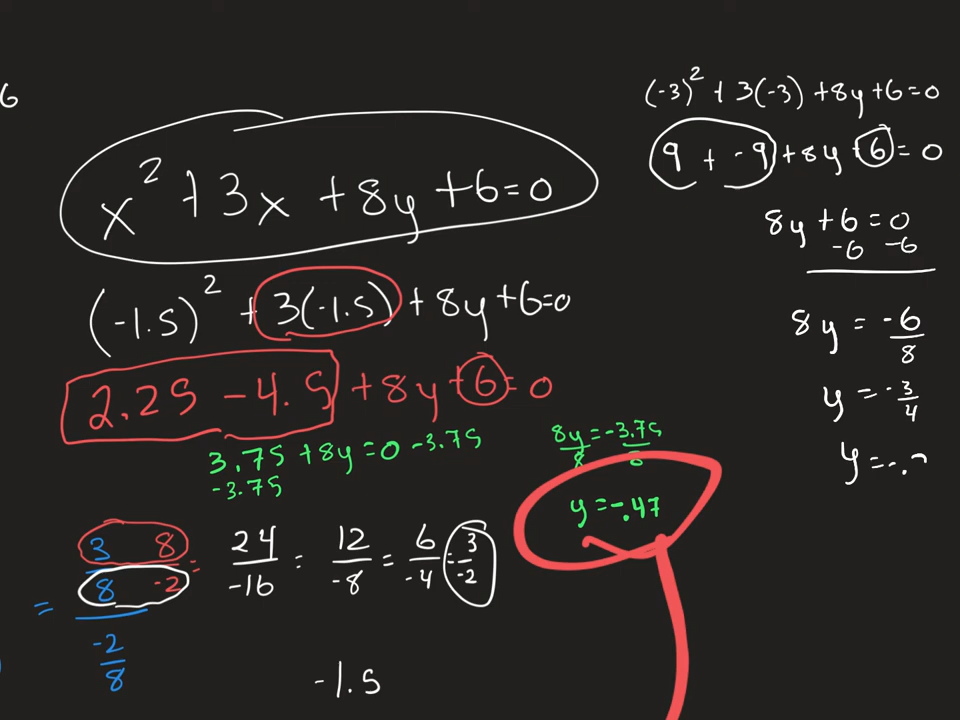 6
x² + 3x + 8y + 6 = 0
(-1.5)² + 3(-1.5) + 8y + 6 = 0
2.25 - 4.5 + 8y + 6 = 0
3.75 + 8y = 0 - 3.75
-3.75
8y = -3.75
8 8
y = -.47
3 8
8 -2
=
-2
8
= 24/-16 = 12/-8 = 6/-4 = 3/-2
-1.5
(-3)² + 3(-3) + 8y + 6 = 0
9 + -9 + 8y + 6 = 0
8y + 6 = 0
-6 -6
8y = -6
8
y = -3/4
y = -.